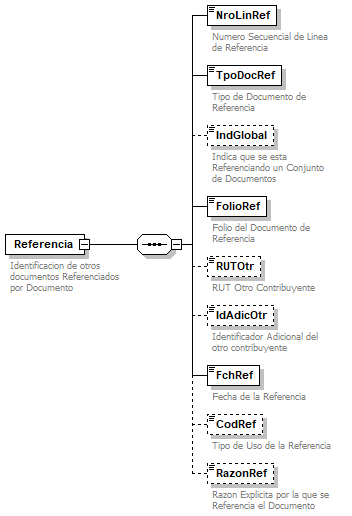 NroLinRef
Numero Secuencial de Linea
de Referencia
TpoDocRef
Tipo de Documento de
Referencia
IndGlobal
Indica que se esta
Referenciando un Conjunto
de Documentos
FolioRef
Folio del Documento de
Referencia
Referencia
Identificacion de otros
documentos Referenciados
por Documento
RUTOtr
RUT Otro Contribuyente
IdAdicOtr
Identificador Adicional del
otro contribuyente
FchRef
Fecha de la Referencia
CodRef
Tipo de Uso de la Referencia
RazonRef
Razon Explicita por la que se
Referencia el Documento